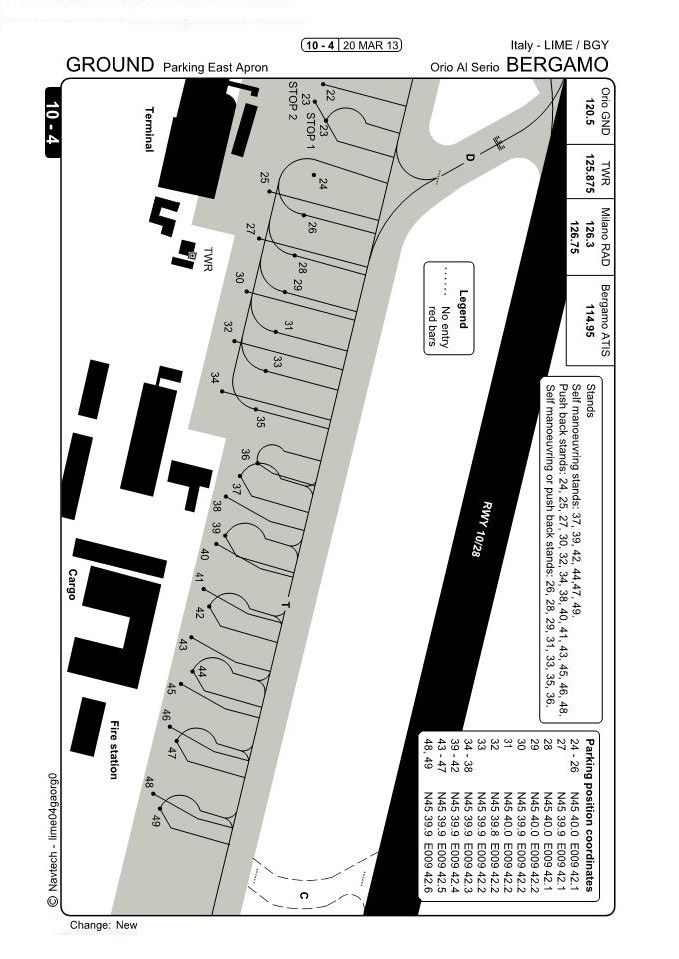 10 - 4 20 MAR 13
Italy - LIME / BGY
GROUND Parking East Apron
Orio Al Serio BERGAMO
10 - 4
Orio GND
120.5
TWR
125.875
Milano RAD
126.3
126.75
Bergamo ATIS
114.95
Stands
Self manoeuvring stands: 37, 39, 42, 44,47, 49.
Push back stands: 24, 25, 27, 30, 32, 34, 38, 40, 41, 43, 45, 46, 48.
Self manoeuvring or push back stands: 26, 28, 29, 31, 33, 35, 36.
Parking position coordinates
24 - 26 N45 40.0 E009 42.1
27 N45 39.9 E009 42.1
28 N45 40.0 E009 42.1
29 N45 40.0 E009 42.2
30 N45 39.9 E009 42.2
31 N45 40.0 E009 42.2
32 N45 39.8 E009 42.2
33 N45 39.9 E009 42.2
34 - 38 N45 39.9 E009 42.3
39 - 42 N45 39.9 E009 42.4
43 - 47 N45 39.9 E009 42.5
48, 49 N45 39.9 E009 42.6
Legend
...... No entry
red bars
RWY 10/28
D
T
C
22
23
STOP 1
23
STOP 2
24
25
26
27
28
29
30
31
32
33
34
35
36
37
38
39
40
41
42
43
44
45
46
47
48
49
Terminal
TWR
Cargo
Fire station
© Navtech - lime04gaorg0
Change: New